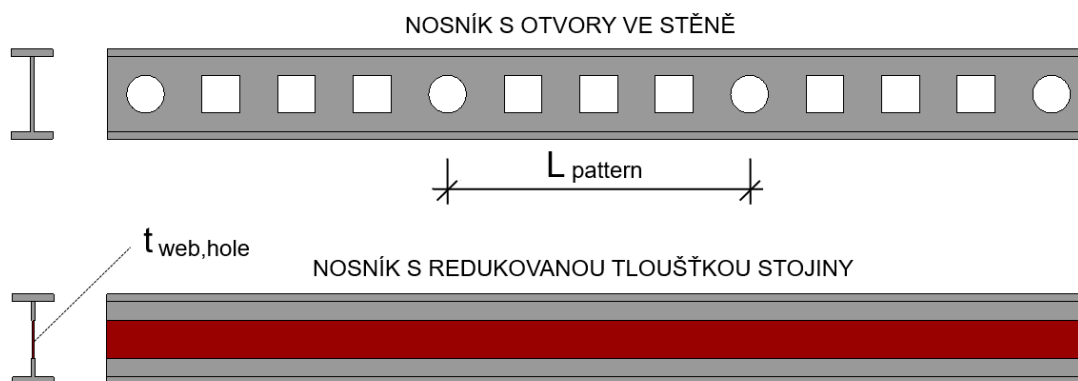 NOSNÍK S OTVORY VE STĚNĚ
L pattern
t web,hole
NOSNÍK S REDUKOVANOU TLOUŠŤKOU STOJINY